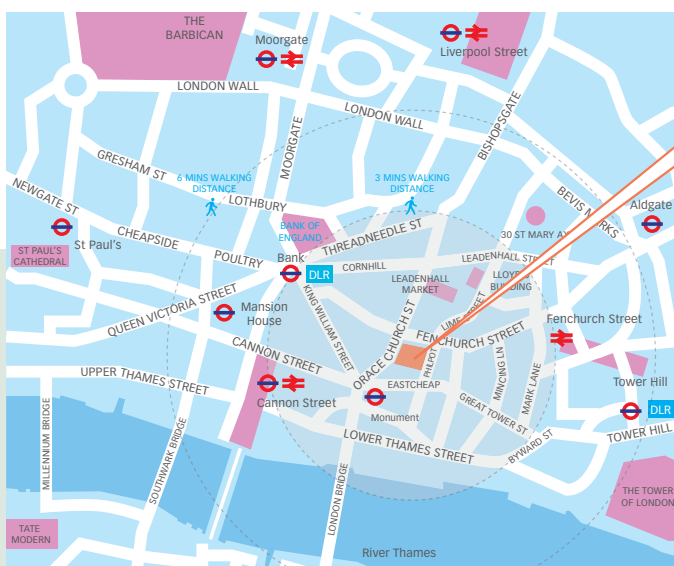 THE
BARBICAN
Moorgate
Liverpool Street
LONDON WALL
LONDON WALL
MOORGATE
BISHOPSGATE
GRESHAM ST
6 MINS WALKING
DISTANCE
3 MINS WALKING
DISTANCE
NEWGATE ST
LOTHBURY
BEVIS MARKS
Aldgate
CHEAPSIDE
BANK OF
ENGLAND
THREADNEEDLE ST
30 ST MARY AX
St Paul's
ST PAUL'S
CATHEDRAL
POULTRY
Bank
DLR
CORNHILL
LEADENHALL STREET
LEADENHALL
MARKET
LLOYDS
BUILDING
QUEEN VICTORIA STREET
Mansion
House
KING WILLIAM STREET
ORACE CHURCH ST
LIME STREET
Fenchurch Street
FENCHURCH STREET
CANNON STREET
PHILPOT
MINCING LN
MARK LANE
UPPER THAMES STREET
EASTCHEAP
Tower Hill
DLR
Cannon Street
Monument
GREAT TOWER ST
MILLENNIUM BRIDGE
SOUTHWARK BRIDGE
LOWER THAMES STREET
BYWARD ST
TOWER HILL
LONDON BRIDGE
THE TOWER
OF LONDON
TATE
MODERN
River Thames